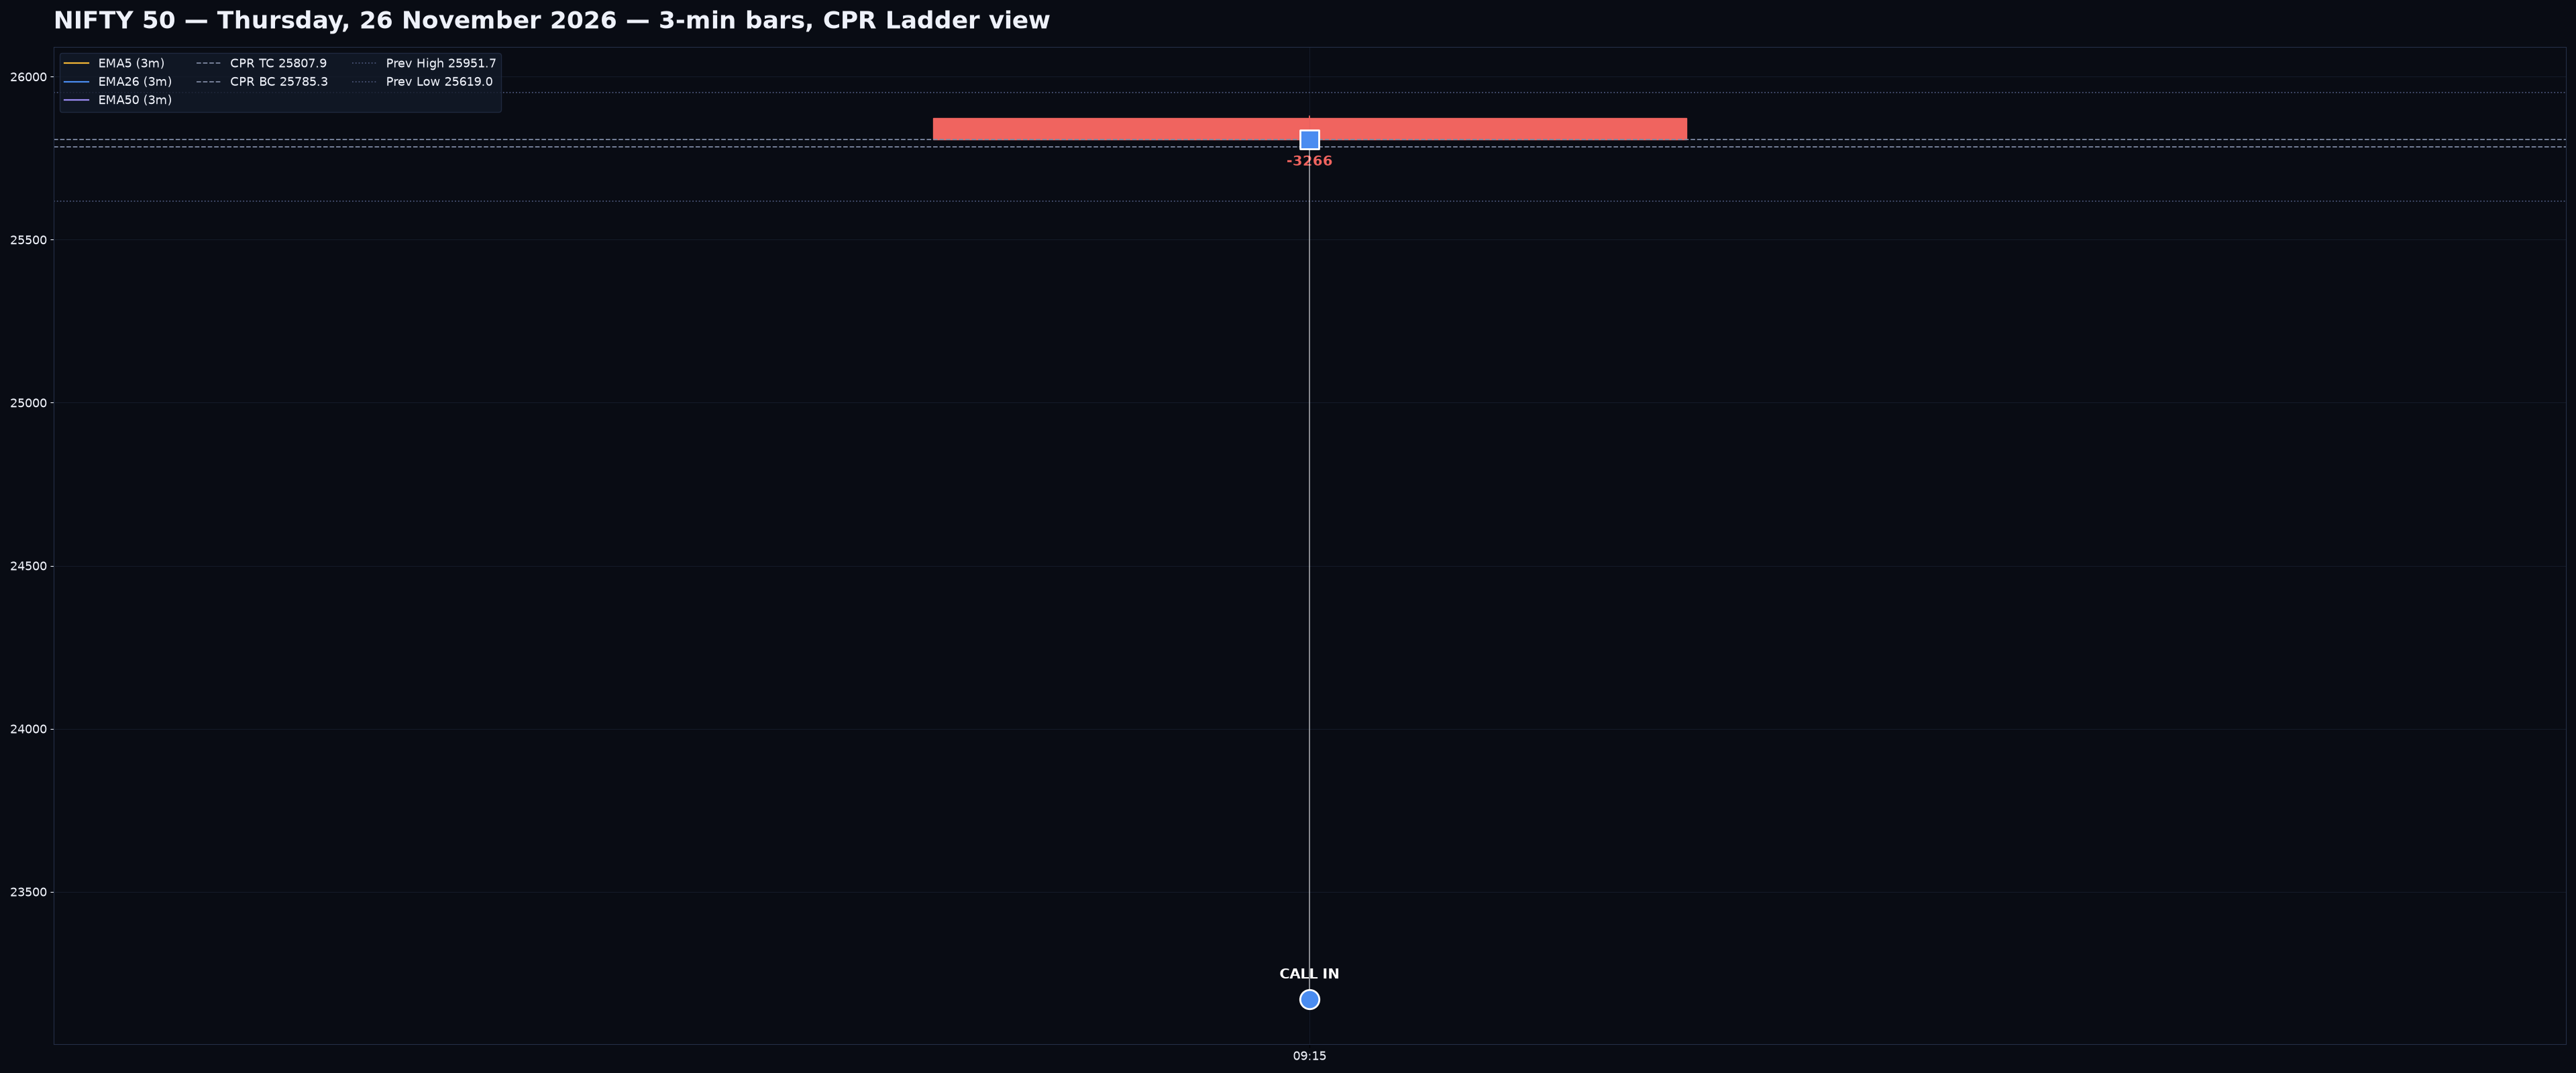 NIFTY 50 — Thursday, 26 November 2026 — 3-min bars, CPR Ladder view
EMA5 (3m) CPR TC 25807.9 Prev High 25951.7
EMA26 (3m) CPR BC 25785.3 Prev Low 25619.0
EMA50 (3m)
26000
-3266
25500
25000
24500
24000
23500
CALL IN
09:15